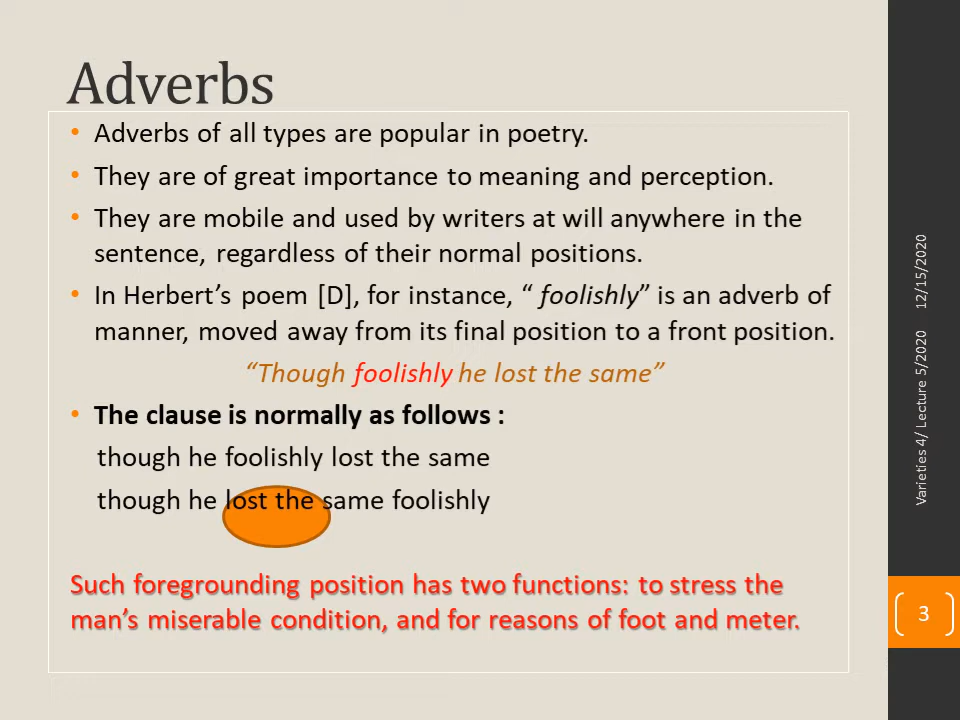 Adverbs
• Adverbs of all types are popular in poetry.
• They are of great importance to meaning and perception.
• They are mobile and used by writers at will anywhere in the
sentence, regardless of their normal positions.
• In Herbert’s poem [D], for instance, “ foolishly” is an adverb of
manner, moved away from its final position to a front position.
“Though foolishly he lost the same”
• The clause is normally as follows :
though he foolishly lost the same
though he lost the same foolishly
Such foregrounding position has two functions: to stress the
man’s miserable condition, and for reasons of foot and meter.
Varieties 4/ Lecture 5/2020 12/15/2020
3